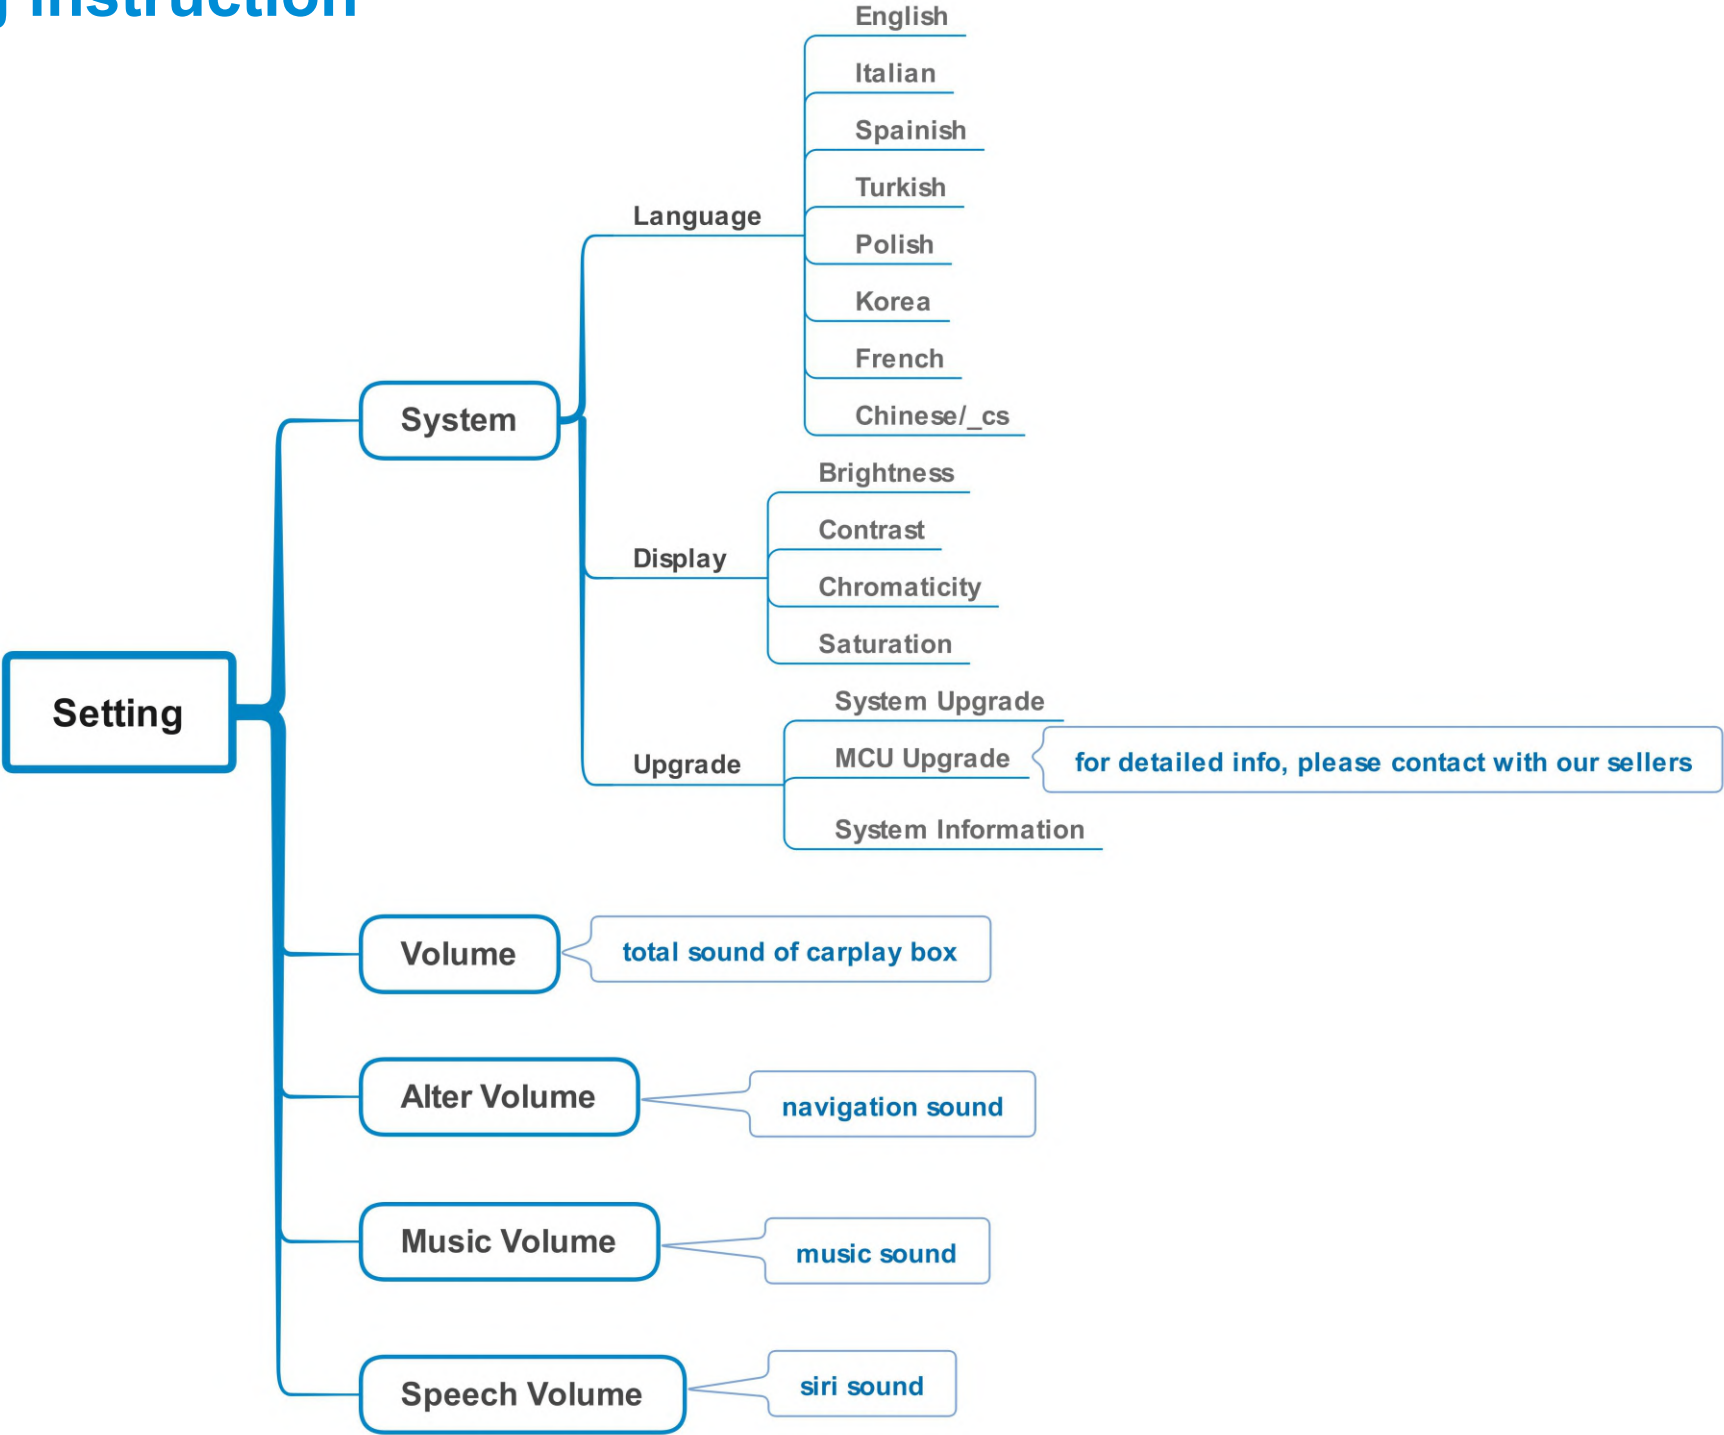 g instruction
English
Italian
Spainish
Turkish
Language
Polish
Korea
French
Chinese/_cs
System
Brightness
Contrast
Display
Chromaticity
Saturation
Setting
System Upgrade
MCU Upgrade
for detailed info, please contact with our sellers
Upgrade
System Information
Volume
total sound of carplay box
Alter Volume
navigation sound
Music Volume
music sound
Speech Volume
siri sound